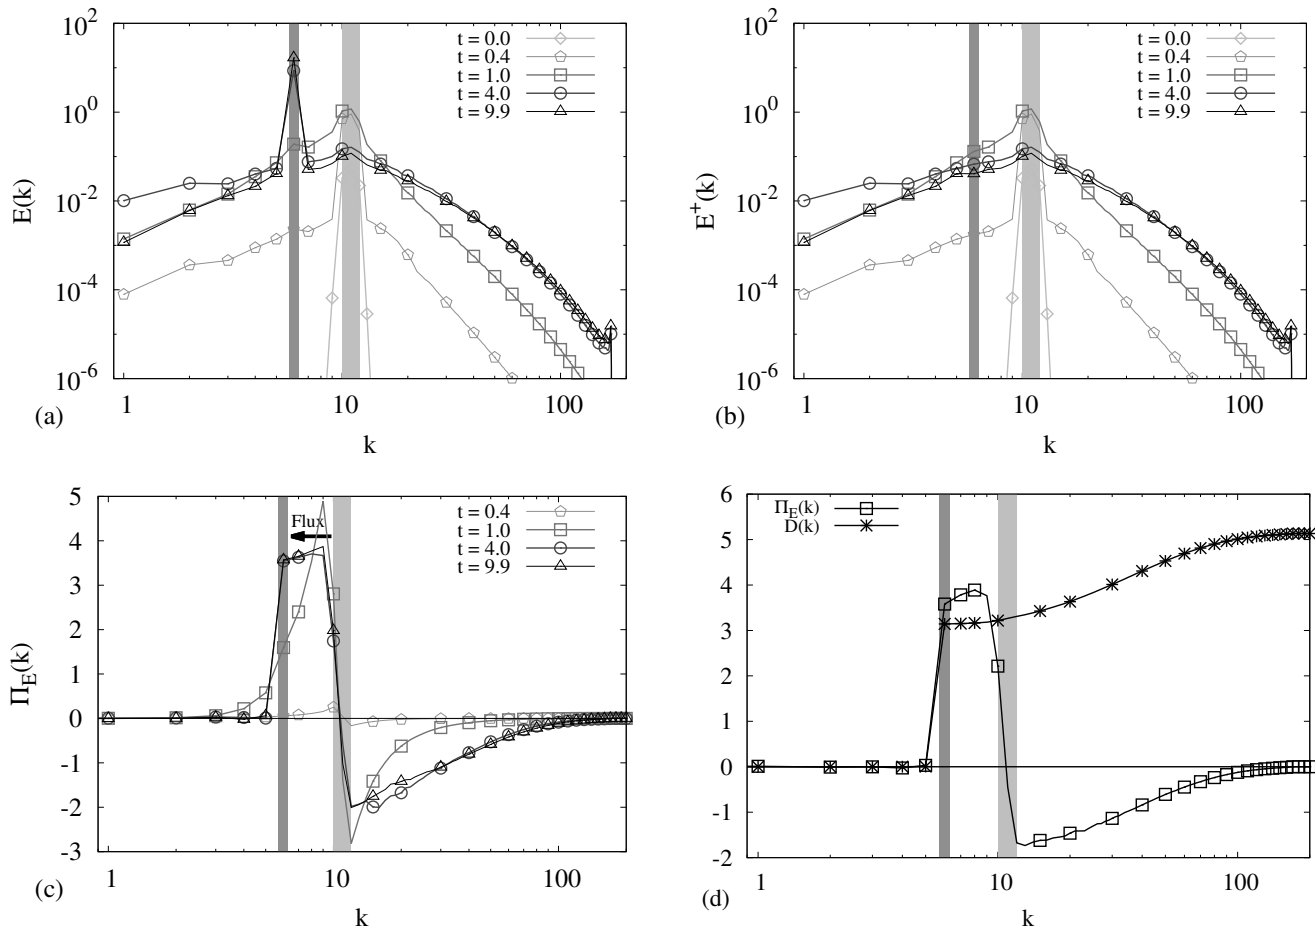 10^2
10^0
10^-2
10^-4
10^-6
E(k)
t = 0.0
t = 0.4
t = 1.0
t = 4.0
t = 9.9
1
10
100
k
(a)
10^2
10^0
10^-2
10^-4
10^-6
E^+(k)
t = 0.0
t = 0.4
t = 1.0
t = 4.0
t = 9.9
1
10
100
k
(b)
5
4
3
2
1
0
-1
-2
-3
Π_E(k)
Flux
t = 0.4
t = 1.0
t = 4.0
t = 9.9
1
10
100
k
(c)
6
5
4
3
2
1
0
-1
-2
Π_E(k)
D(k)
1
10
100
k
(d)